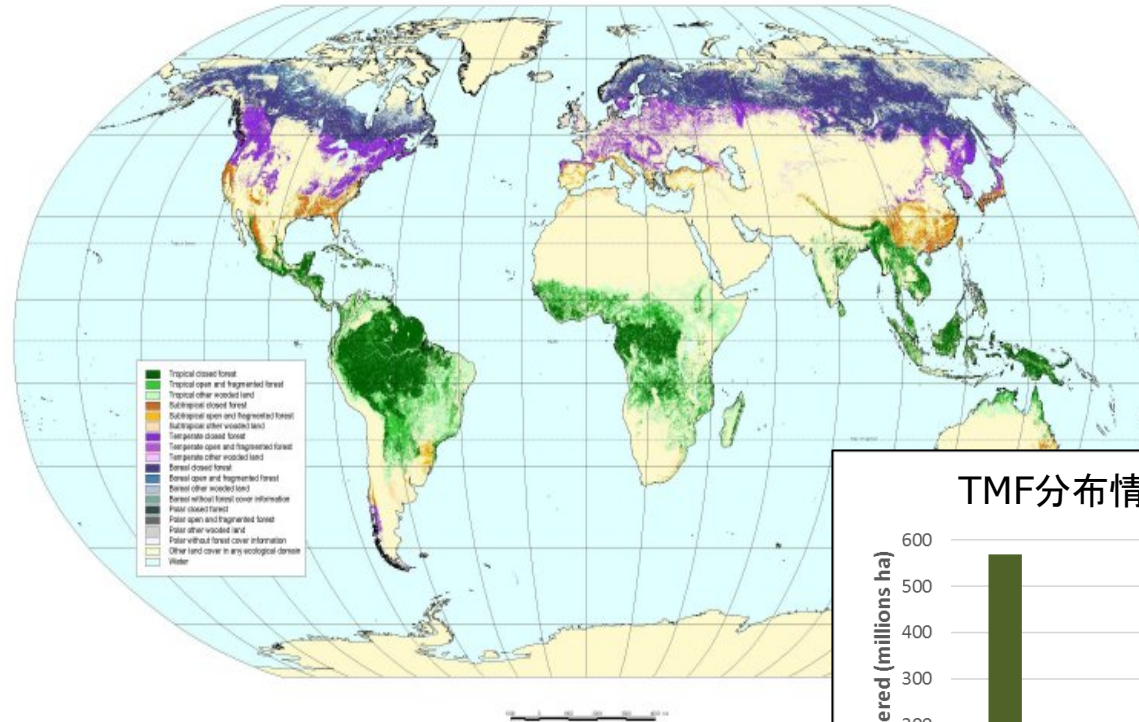 Tropical closed forest
Tropical open and fragmented forest
Tropical other wooded land
Subtropical closed forest
Subtropical open and fragmented forest
Subtropical other wooded land
Temperate closed forest
Temperate open and fragmented forest
Temperate other wooded land
Boreal closed forest
Boreal open and fragmented forest
Boreal other wooded land
Boreal without forest cover information
Polar closed forest
Polar open and fragmented forest
Polar other wooded land
Polar without forest cover information
Other land cover in any ecological domain
Water
TMF分布情
600
500
400
300
ered (millions ha)